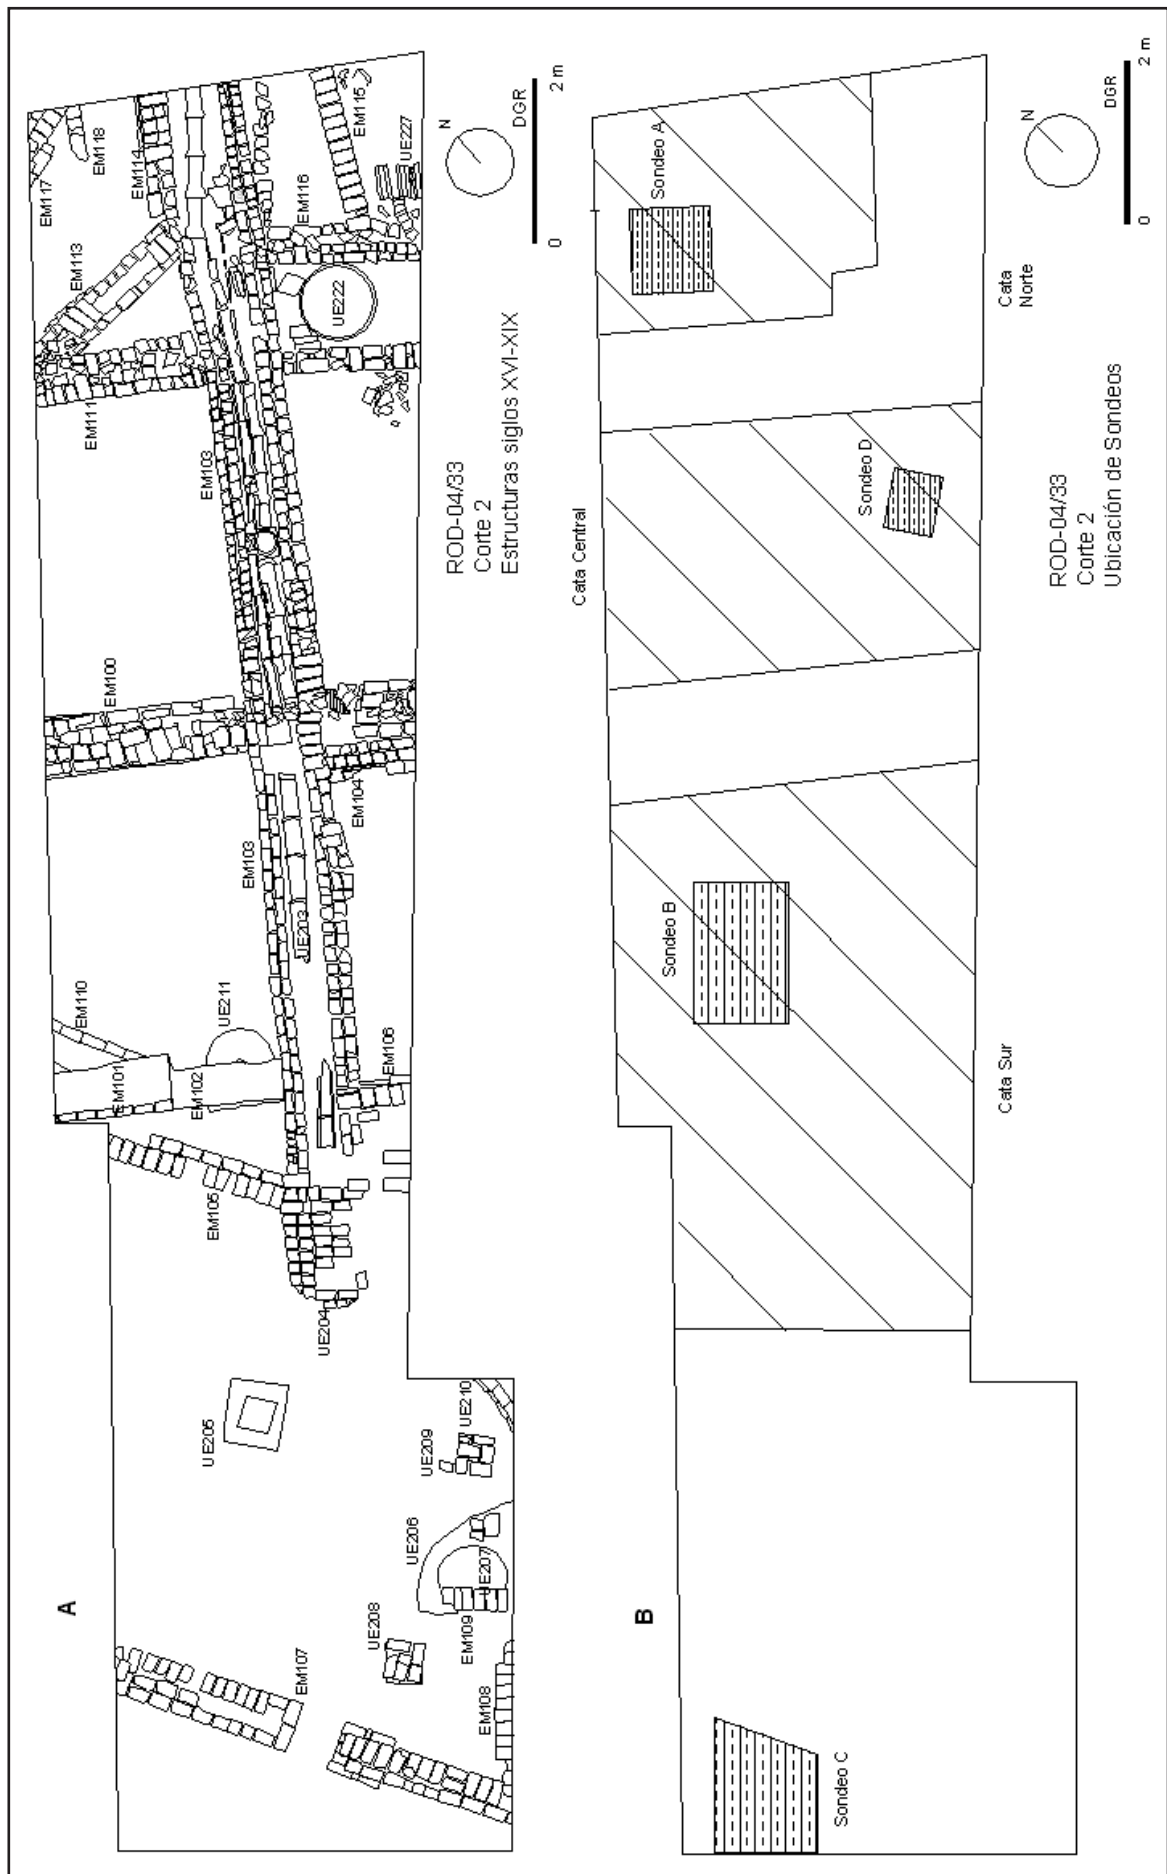 A
EM117
EM118
EM114
EM113
EM111
EM103
EM115
UE227
EM116
UE222
EM100
EM104
EM103
UE203
EM110
UE211
EM101
EM102
EM106
EM105
UE204
UE205
UE210
UE209
UE206
UE207
UE208
EM109
EM107
EM108
N
DGR
0
2 m
ROD-04/33
Corte 2
Estructuras siglos XVI-XIX
B
Sondeo A
Cata
Norte
Cata Central
Sondeo D
Sondeo B
Cata Sur
Sondeo C
N
DGR
0
2 m
ROD-04/33
Corte 2
Ubicación de Sondeos